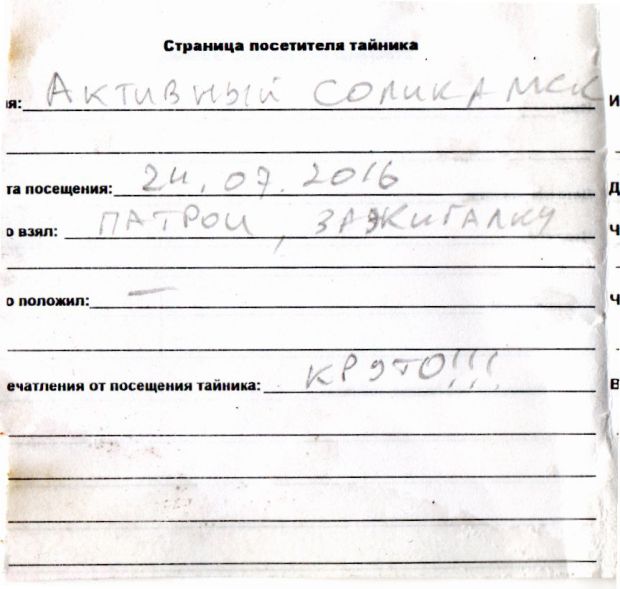 Страница посетителя тайника
ия: Активный Соликамск
та посещения: 24.07.2016
о взял: патрон, зажигалку
о положил: —
ечатления от посещения тайника: круто!!!
И
Д
Ч
Ч
В